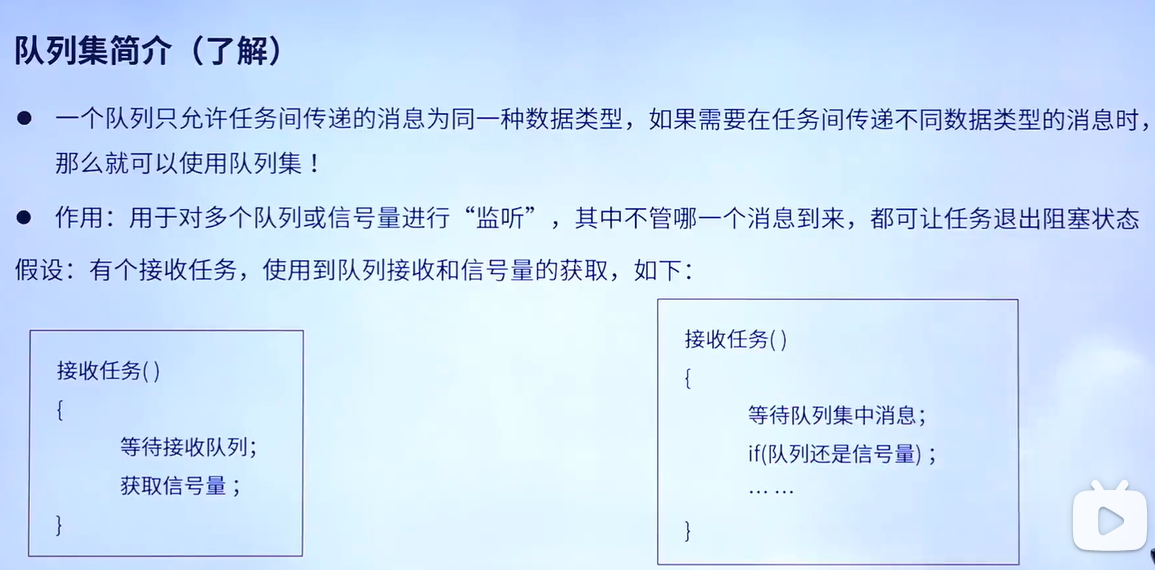 队列集简介（了解）
● 一个队列只允许任务间传递的消息为同一种数据类型，如果需要在任务间传递不同数据类型的消息时，
那么就可以使用队列集！
● 作用：用于对多个队列或信号量进行“监听”，其中不管哪一个消息到来，都可让任务退出阻塞状态
假设：有个接收任务，使用到队列接收和信号量的获取，如下：
接收任务( )
{
等待接收队列；
获取信号量；
}
接收任务( )
{
等待队列集中消息；
if(队列还是信号量)；
… …
}